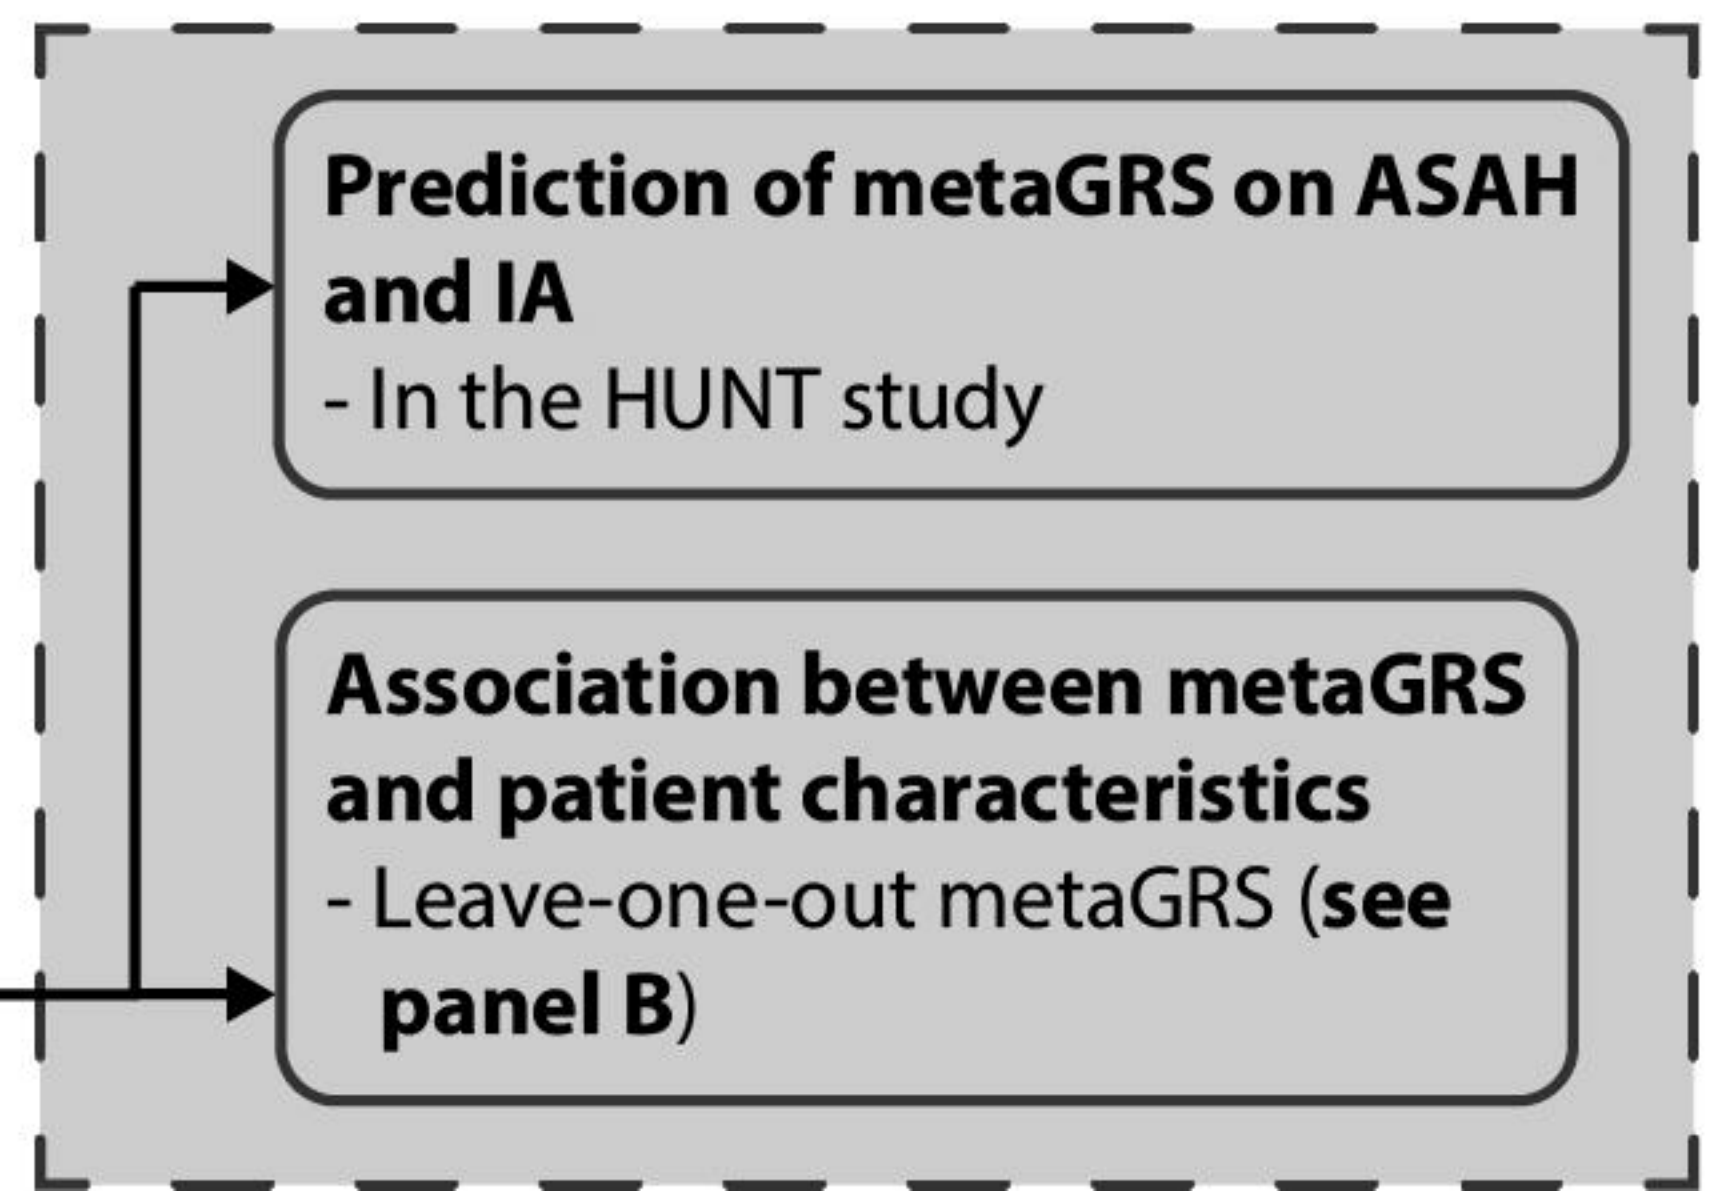 Prediction of metaGRS on ASAH
and IA
- In the HUNT study
Association between metaGRS
and patient characteristics
- Leave-one-out metaGRS (see
panel B)